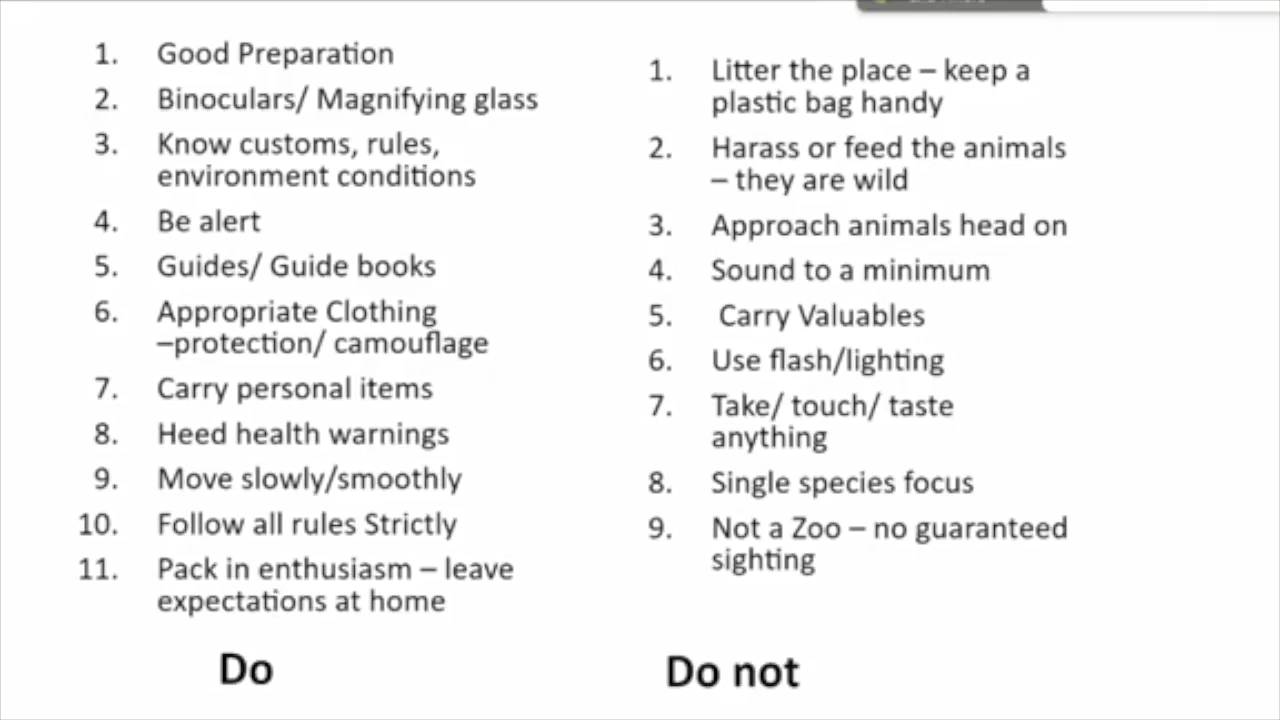 1. Good Preparation
2. Binoculars/ Magnifying glass
3. Know customs, rules,
environment conditions
4. Be alert
5. Guides/ Guide books
6. Appropriate Clothing
–protection/ camouflage
7. Carry personal items
8. Heed health warnings
9. Move slowly/smoothly
10. Follow all rules Strictly
11. Pack in enthusiasm – leave
expectations at home
Do
1. Litter the place – keep a
plastic bag handy
2. Harass or feed the animals
– they are wild
3. Approach animals head on
4. Sound to a minimum
5. Carry Valuables
6. Use flash/lighting
7. Take/ touch/ taste
anything
8. Single species focus
9. Not a Zoo – no guaranteed
sighting
Do not